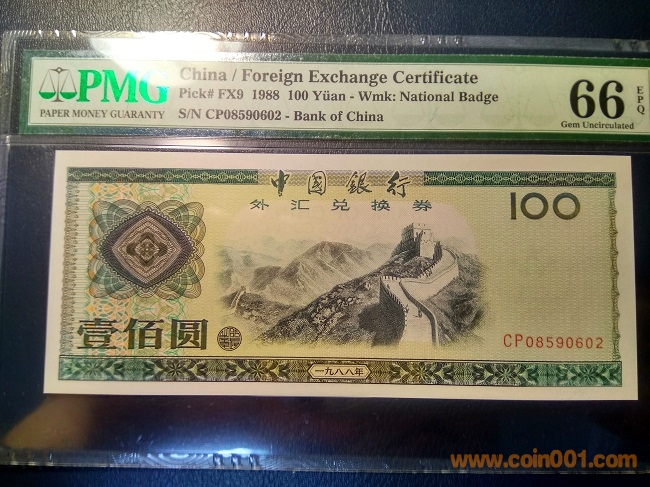 PMG
PAPER MONEY GUARANTY
China / Foreign Exchange Certificate
Pick# FX9 1988 100 Yüan - Wmk: National Badge
S/N CP08590602 - Bank of China
66 EPQ
Gem Uncirculated
中国银行
外汇兑换券
100
壹佰圆
CP08590602
一九八八年
www.coin001.com